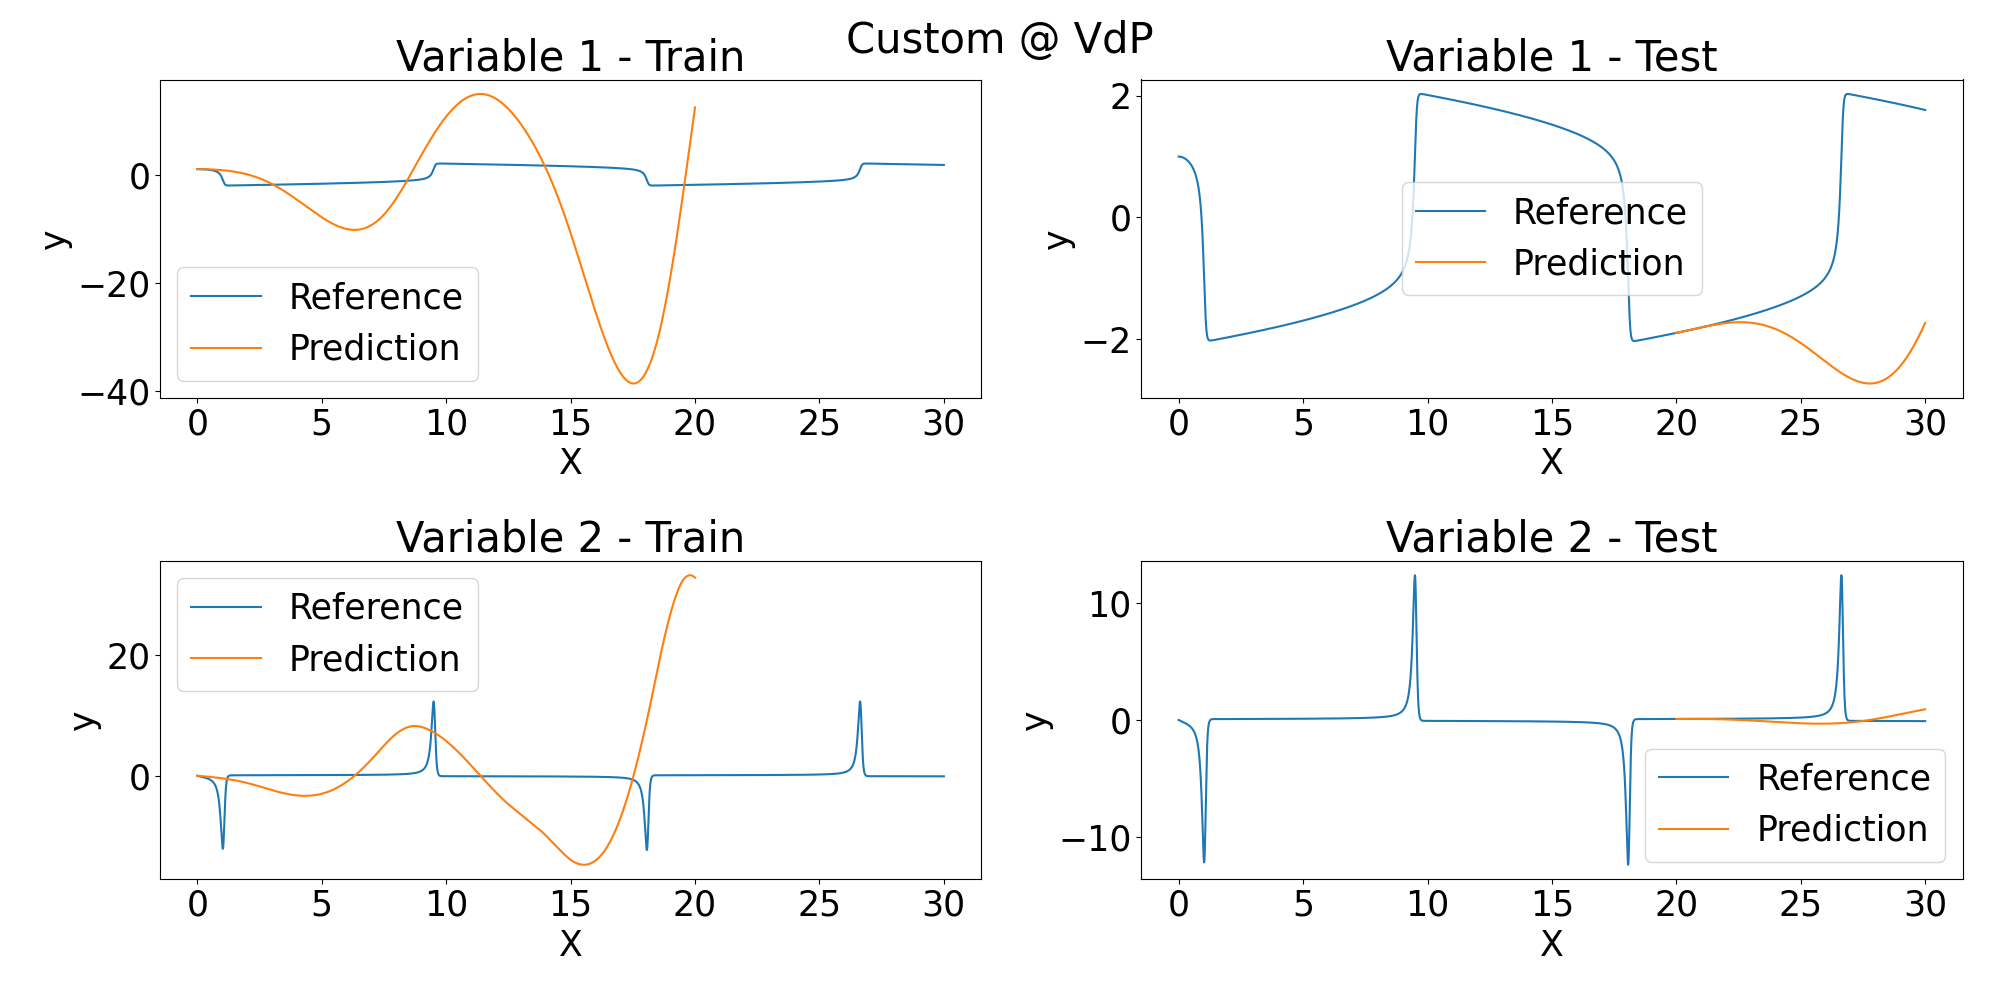 Custom @ VdP
Variable 1 - Train
0
−20
−40
y
Reference
Prediction
0 5 10 15 20 25 30
X
Variable 1 - Test
2
0
−2
y
Reference
Prediction
0 5 10 15 20 25 30
X
Variable 2 - Train
20
0
y
Reference
Prediction
0 5 10 15 20 25 30
X
Variable 2 - Test
10
0
−10
y
Reference
Prediction
0 5 10 15 20 25 30
X